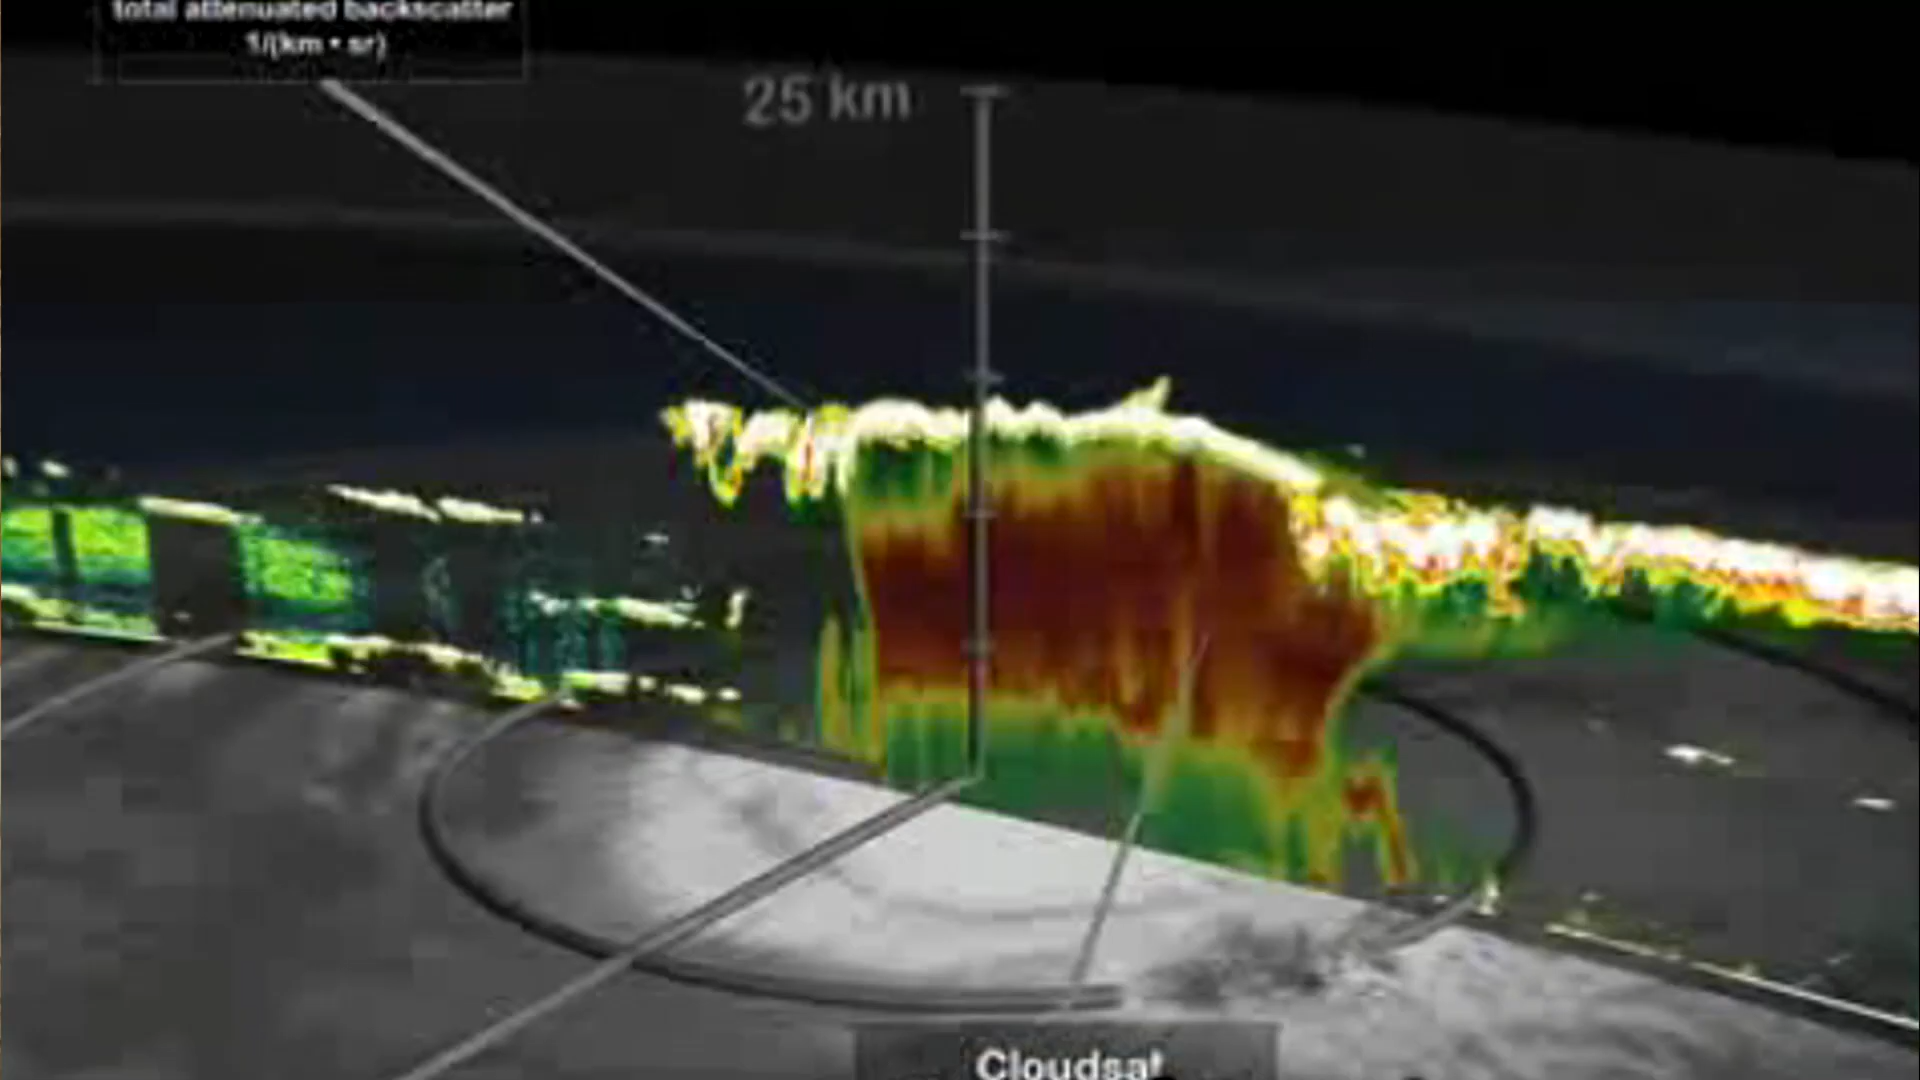 total attenuated backscatter
1/(km • sr)
25 km
Cloudsat